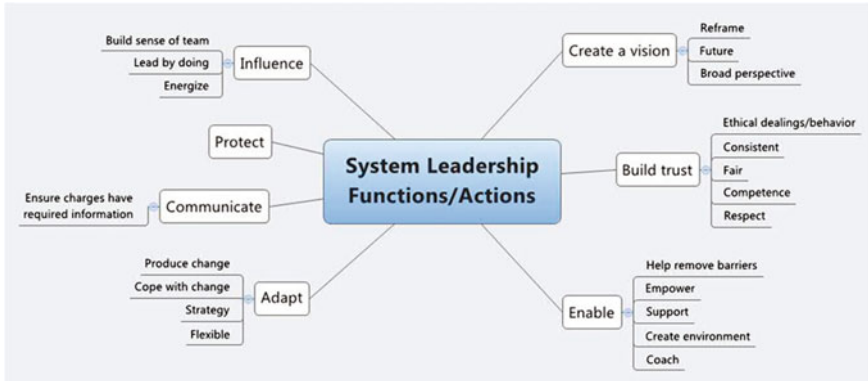 Build sense of team
Lead by doing
Energize
Influence
Protect
Ensure charges have
required information
Communicate
Produce change
Cope with change
Strategy
Flexible
Adapt
System Leadership
Functions/Actions
Create a vision
Reframe
Future
Broad perspective
Build trust
Ethical dealings/behavior
Consistent
Fair
Competence
Respect
Enable
Help remove barriers
Empower
Support
Create environment
Coach